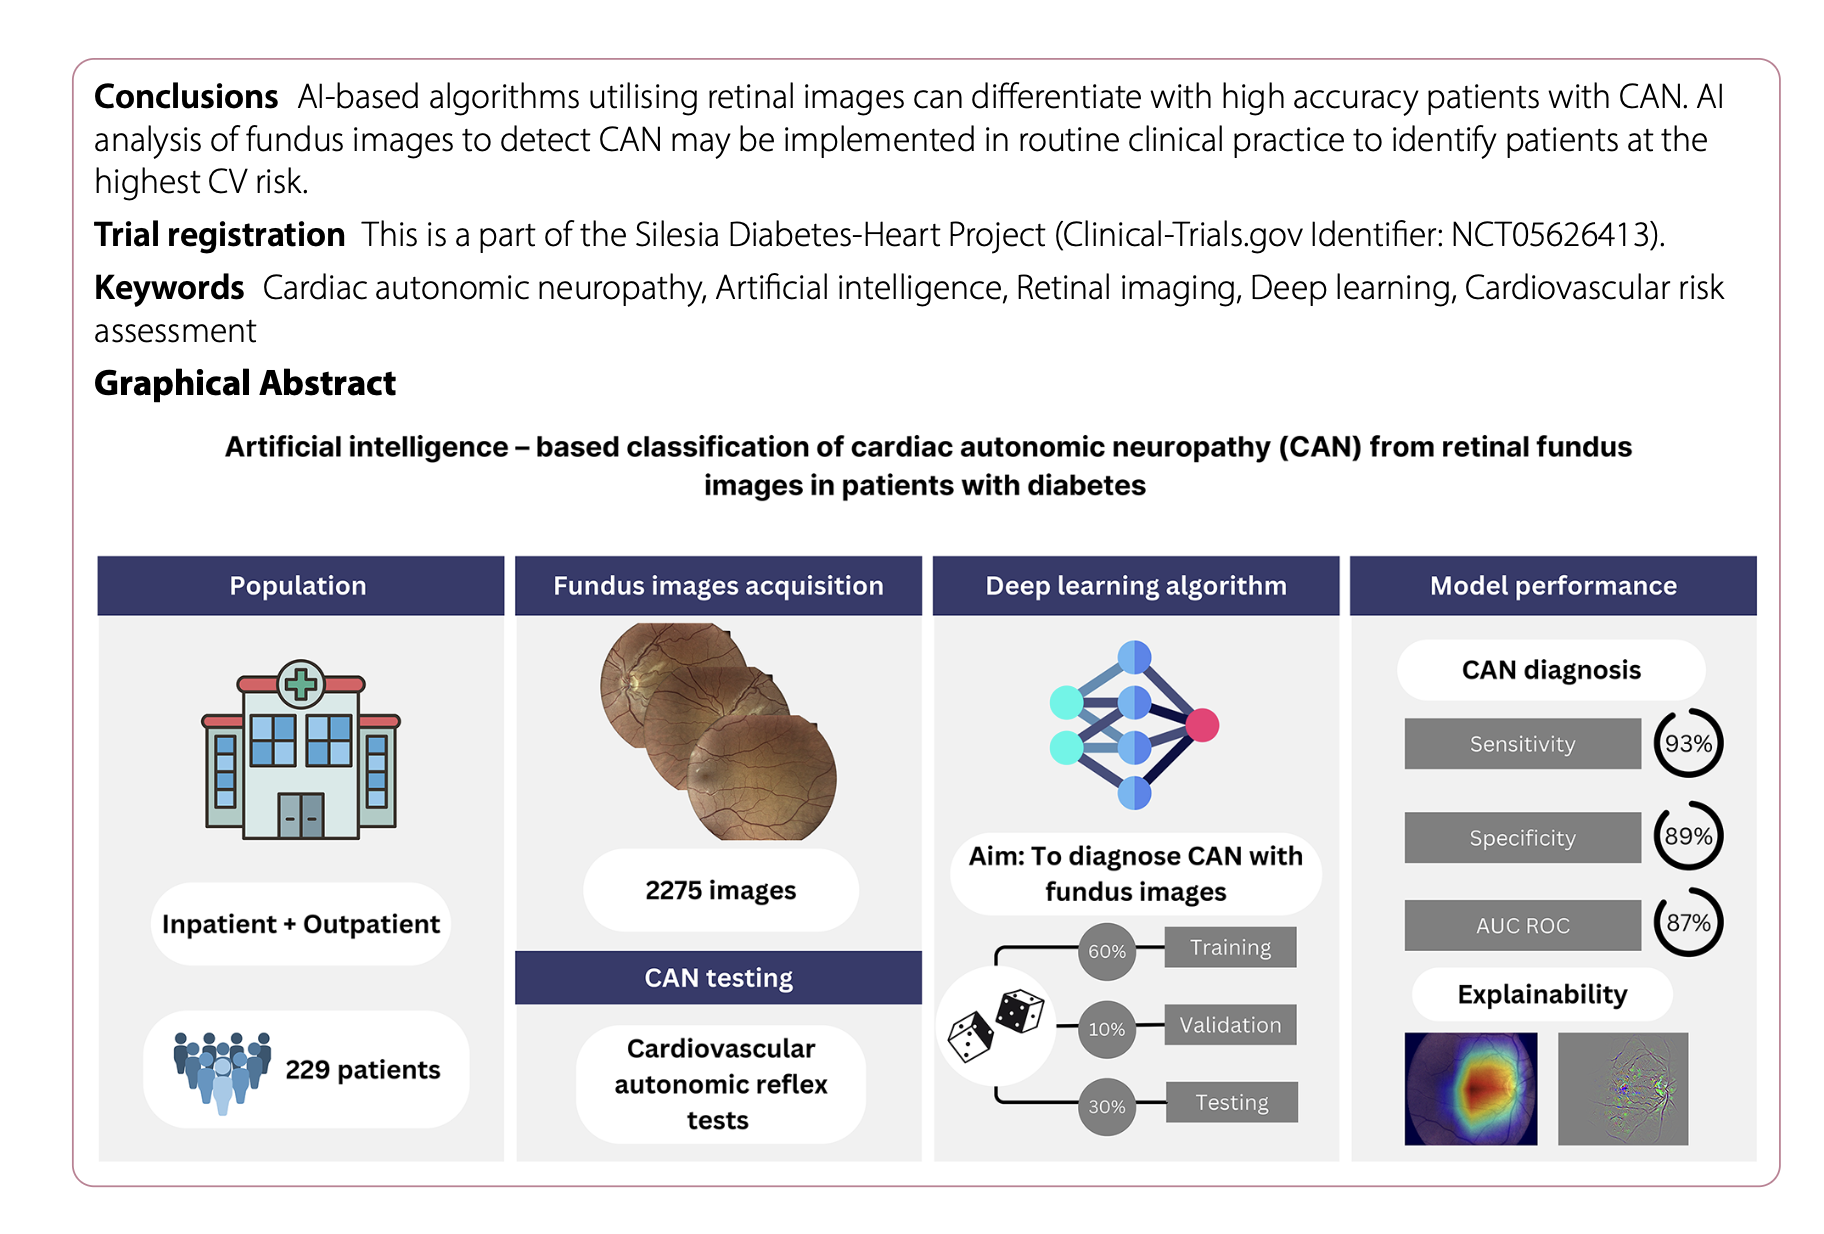 Conclusions AI-based algorithms utilising retinal images can differentiate with high accuracy patients with CAN. AI
analysis of fundus images to detect CAN may be implemented in routine clinical practice to identify patients at the
highest CV risk.
Trial registration This is a part of the Silesia Diabetes-Heart Project (Clinical-Trials.gov Identifier: NCT05626413).
Keywords Cardiac autonomic neuropathy, Artificial intelligence, Retinal imaging, Deep learning, Cardiovascular risk
assessment
Graphical Abstract
Artificial intelligence – based classification of cardiac autonomic neuropathy (CAN) from retinal fundus
images in patients with diabetes
Population
Inpatient + Outpatient
229 patients
Fundus images acquisition
2275 images
CAN testing
Cardiovascular
autonomic reflex
tests
Deep learning algorithm
Aim: To diagnose CAN with
fundus images
60% Training
10% Validation
30% Testing
Model performance
CAN diagnosis
Sensitivity 93%
Specificity 89%
AUC ROC 87%
Explainability